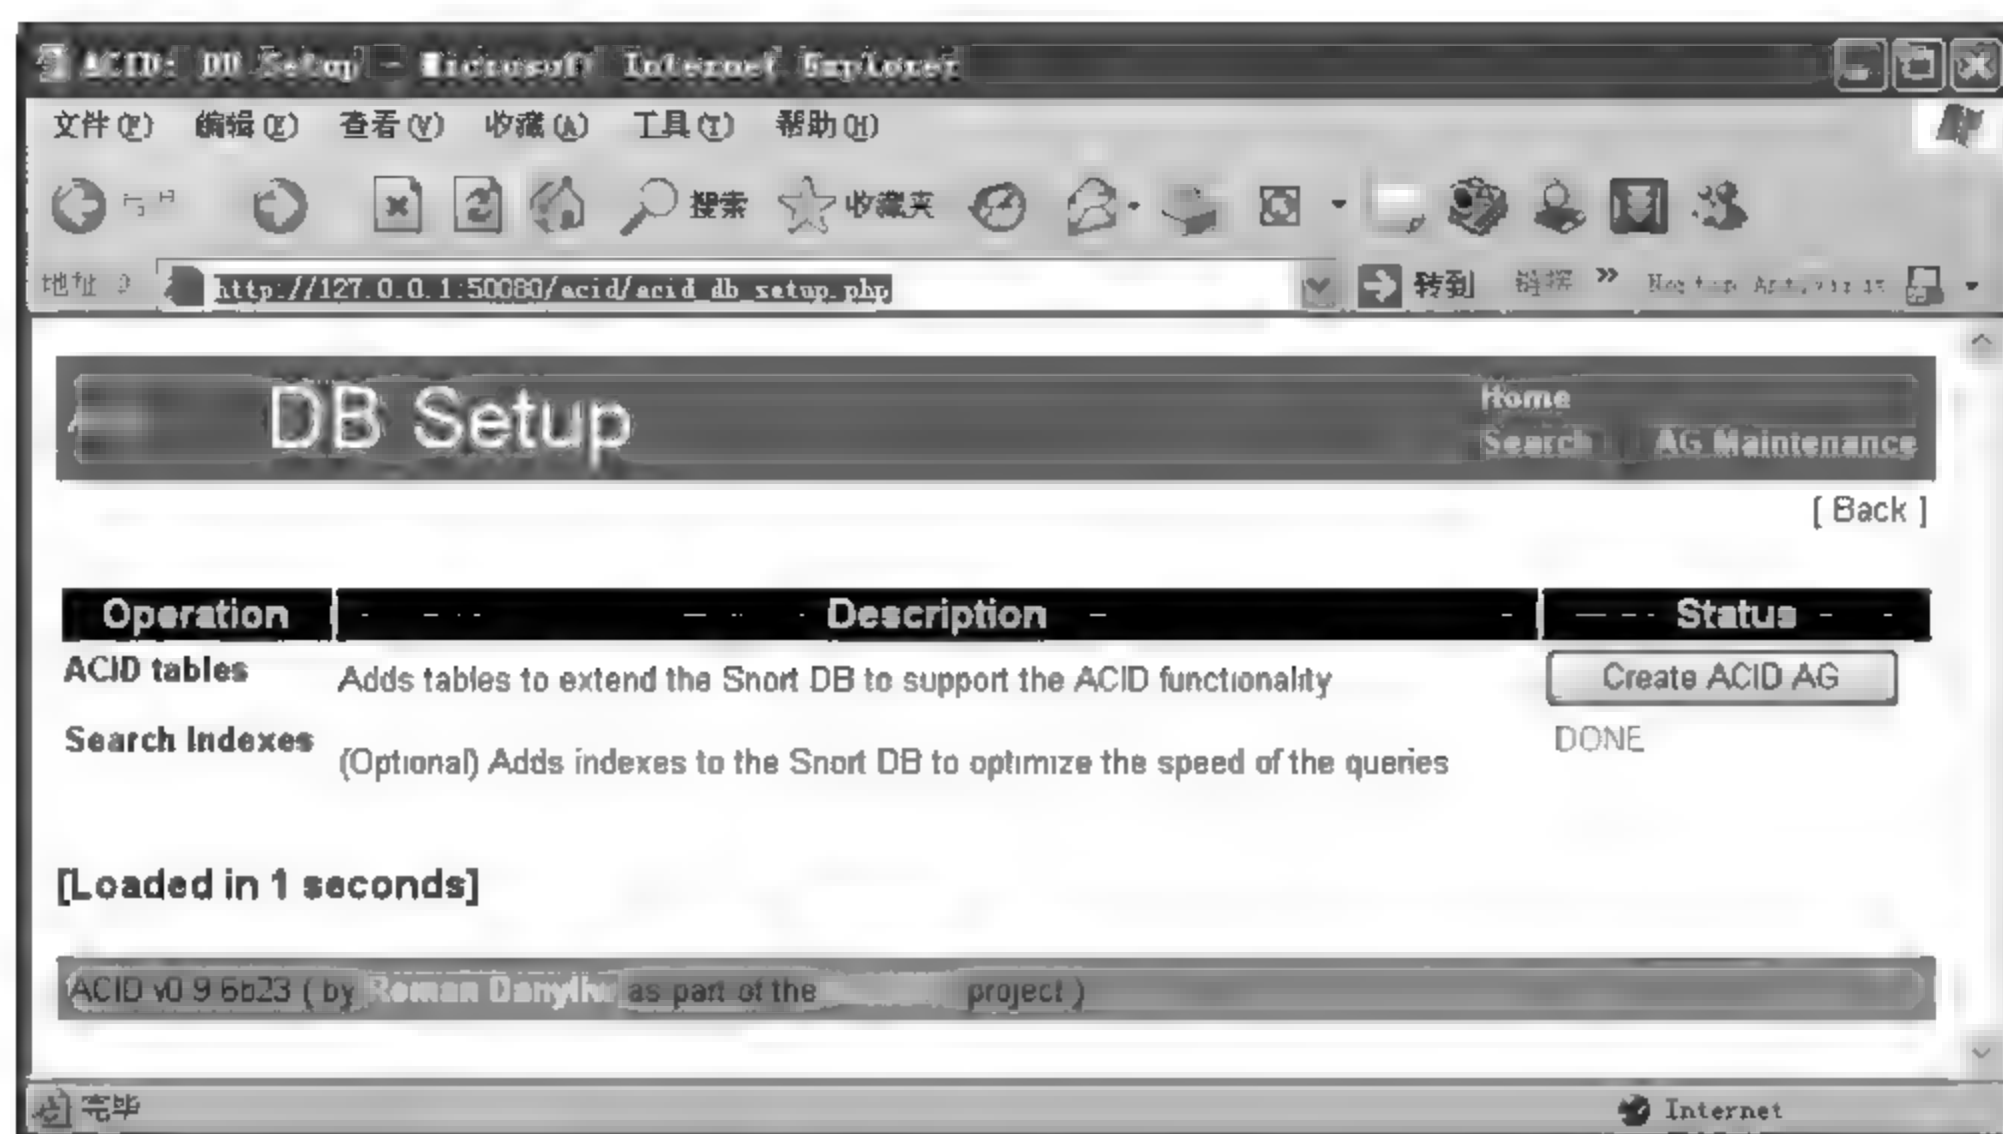 ACID: DB Setup - Microsoft Internet Explorer
文件(F) 编辑(E) 查看(V) 收藏(A) 工具(T) 帮助(H)
搜索 收藏夹
地址 http://127.0.0.1:50080/acid/acid_db_setup.php 转到 链接 » Norton AntiVirus
DB Setup
Home
Search AG Maintenance
[ Back ]
Operation Description Status
ACID tables Adds tables to extend the Snort DB to support the ACID functionality Create ACID AG
Search Indexes (Optional) Adds indexes to the Snort DB to optimize the speed of the queries DONE
[Loaded in 1 seconds]
ACID v0.9.6b23 ( by Roman as part of the project )
完毕 Internet